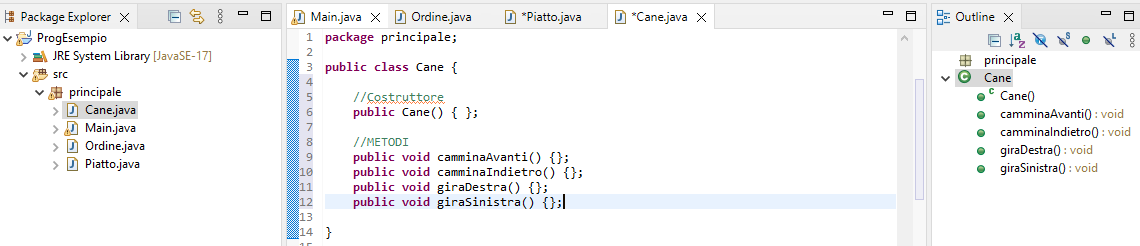 Package Explorer
ProgEsempio
JRE System Library [JavaSE-17]
src
principale
Cane.java
Main.java
Ordine.java
Piatto.java
Main.java
Ordine.java
*Piatto.java
*Cane.java
1 package principale;
2
3 public class Cane {
4
5 //Costruttore
6 public Cane() { };
7
8 //METODI
9 public void camminaAvanti() {};
10 public void camminaIndietro() {};
11 public void giraDestra() {};
12 public void giraSinistra() {};
13
14 }
15
Outline
principale
Cane
Cane()
camminaAvanti() : void
camminaIndietro() : void
giraDestra() : void
giraSinistra() : void